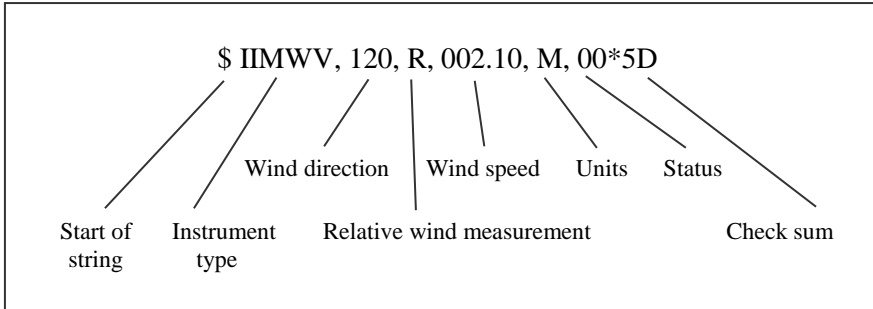 $ IIMWV, 120, R, 002.10, M, 00*5D
Wind direction
Wind speed
Units
Status
Start of
string
Instrument
type
Relative wind measurement
Check sum